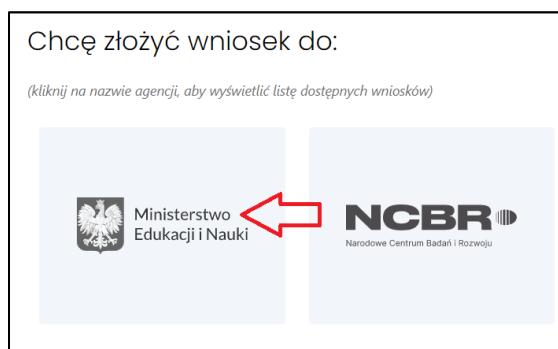 Chcę złożyć wniosek do:
(kliknij na nazwie agencji, aby wyświetlić listę dostępnych wniosków)
Ministerstwo
Edukacji i Nauki
NCBR
Narodowe Centrum Badań i Rozwoju